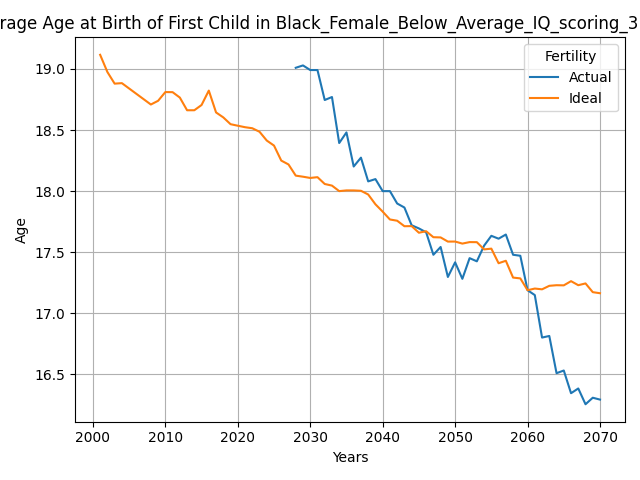 rage Age at Birth of First Child in Black_Female_Below_Average_IQ_scoring_3
Fertility
Actual
Ideal
Age
19.0
18.5
18.0
17.5
17.0
16.5
2000 2010 2020 2030 2040 2050 2060 2070
Years